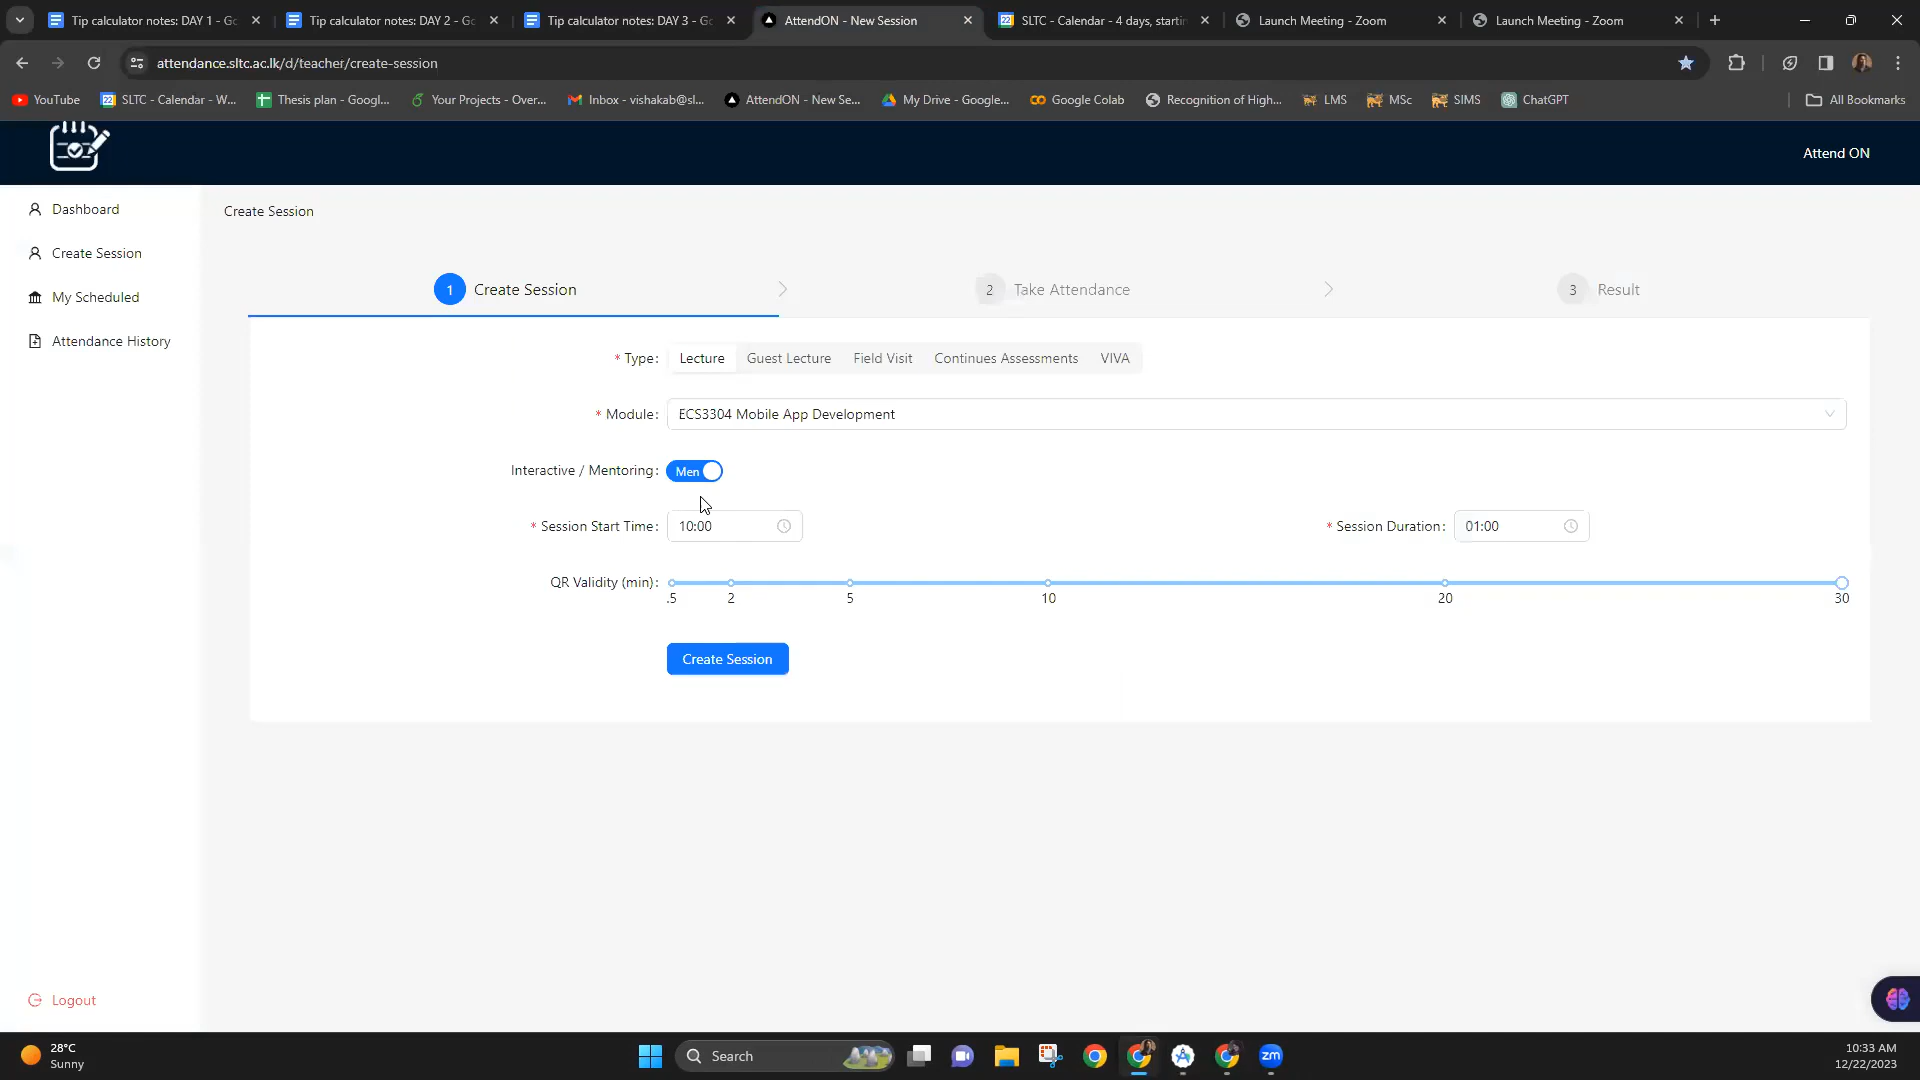 Tip calculator notes: DAY 1 - Gc
Tip calculator notes: DAY 2 - Gc
Tip calculator notes: DAY 3 - Gc
AttendON - New Session
SLTC - Calendar - 4 days, startin
Launch Meeting - Zoom
Launch Meeting - Zoom
attendance.sltc.ac.lk/d/teacher/create-session
YouTube
22 SLTC - Calendar - W...
Thesis plan - Googl...
Your Projects - Over...
Inbox - vishakab@sl...
AttendON - New Se...
My Drive - Google...
Google Colab
Recognition of High...
LMS
MSc
SIMS
ChatGPT
All Bookmarks
Attend ON
Dashboard
Create Session
My Scheduled
Attendance History
Create Session
1 Create Session
2 Take Attendance
3 Result
* Type: Lecture Guest Lecture Field Visit Continues Assessments VIVA
* Module: ECS3304 Mobile App Development
Interactive / Mentoring: Men
* Session Start Time: 10:00
* Session Duration: 01:00
QR Validity (min):
.5 2 5 10 20 30
Create Session
Logout
28°C
Sunny
Search
zm
10:33 AM
12/22/2023